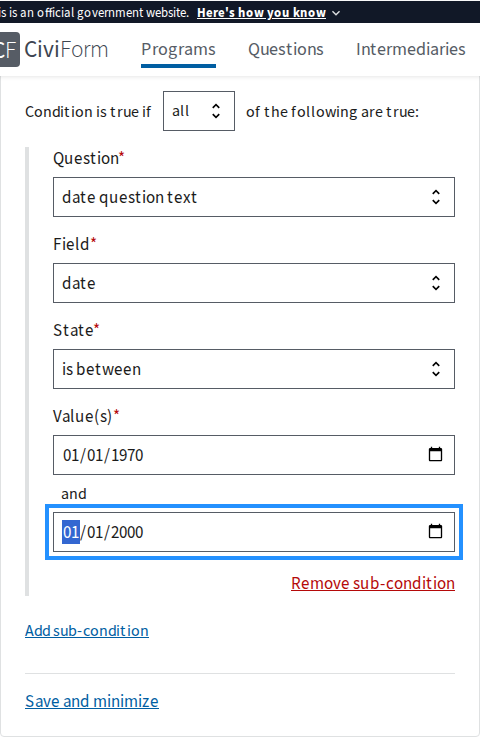 is is an official government website. Here's how you know
CF CiviForm Programs Questions Intermediaries
Condition is true if all of the following are true:
Question*
date question text
Field*
date
State*
is between
Value(s)*
01/01/1970
and
01/01/2000
Remove sub-condition
Add sub-condition
Save and minimize